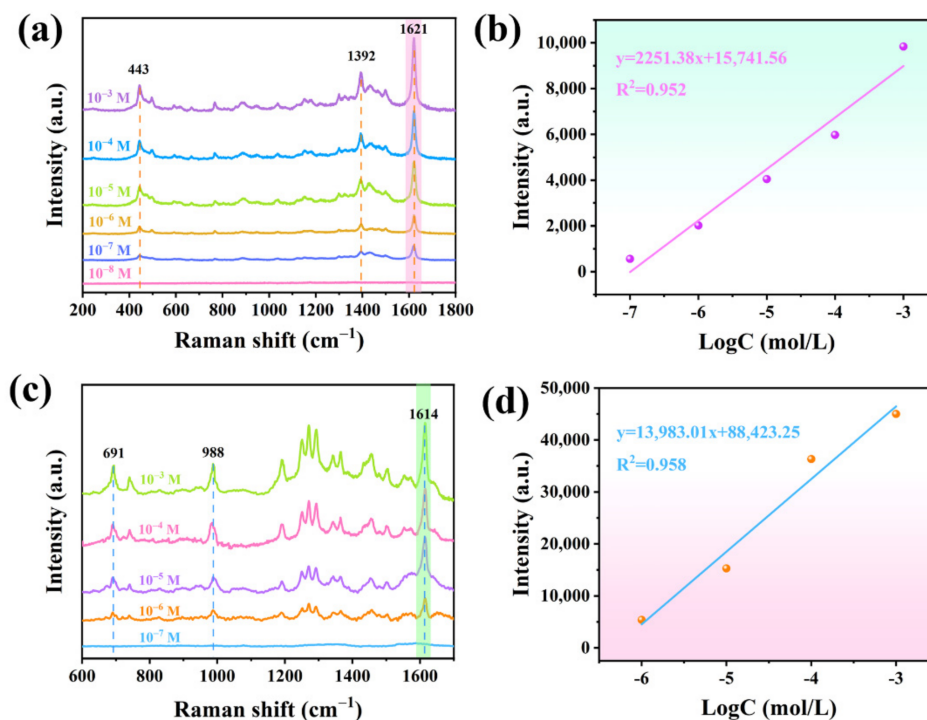 (a)
Intensity (a.u.)
443
1392
1621
10⁻³ M
10⁻⁴ M
10⁻⁵ M
10⁻⁶ M
10⁻⁷ M
10⁻⁸ M
200 400 600 800 1000 1200 1400 1600 1800
Raman shift (cm⁻¹)
(b)
Intensity (a.u.)
10,000
8,000
6,000
4,000
2,000
0
y=2251.38x+15,741.56
R²=0.952
-7 -6 -5 -4 -3
LogC (mol/L)
(c)
Intensity (a.u.)
691
988
1614
10⁻³ M
10⁻⁴ M
10⁻⁵ M
10⁻⁶ M
10⁻⁷ M
600 800 1000 1200 1400 1600
Raman shift (cm⁻¹)
(d)
Intensity (a.u.)
50,000
40,000
30,000
20,000
10,000
0
y=13,983.01x+88,423.25
R²=0.958
-6 -5 -4 -3
LogC (mol/L)